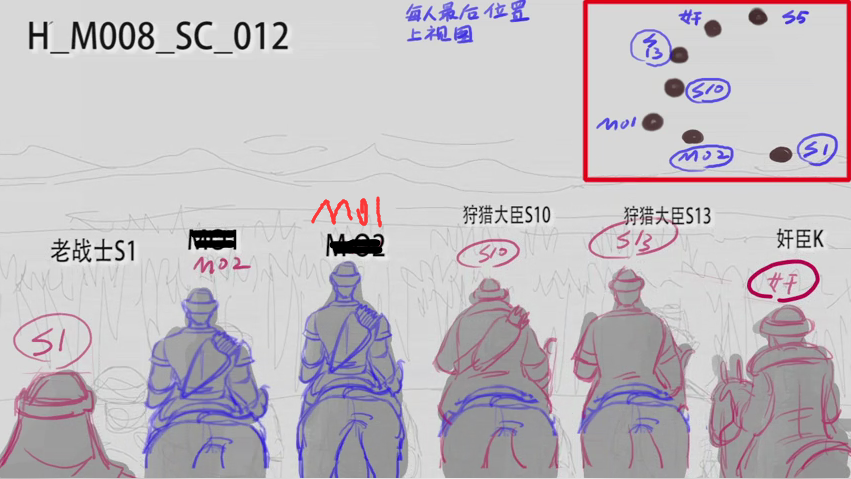 H_M008_SC_012
每人最后位置
上视图
奸
S5
S13
S10
M01
M02
S1
老战士S1
M02
M01
狩猎大臣S10
狩猎大臣S13
奸臣K
S1
S10
S13
奸